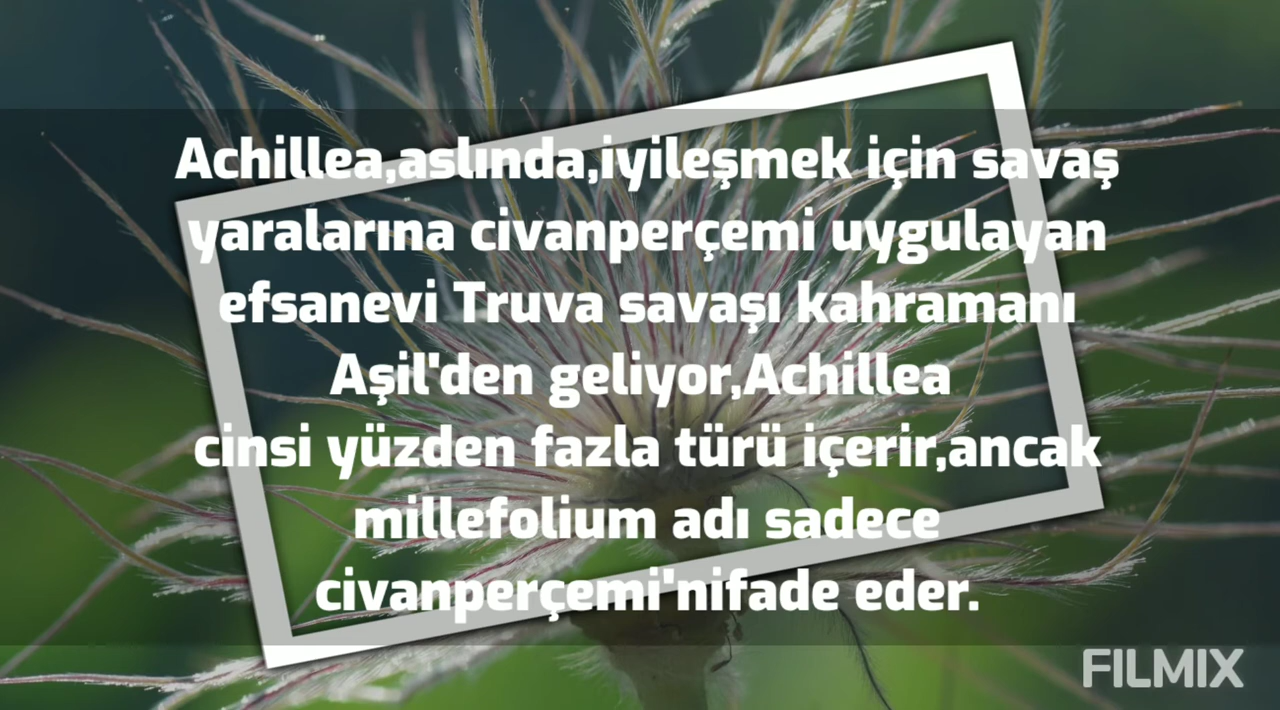 Achillea,aslında,iyileşmek için savaş
yaralarına civanperçemi uygulayan
efsanevi Truva savaşı kahramanı
Aşil'den geliyor,Achillea
cinsi yüzden fazla türü içerir,ancak
millefolium adı sadece
civanperçemi'nifade eder.
FILMIX